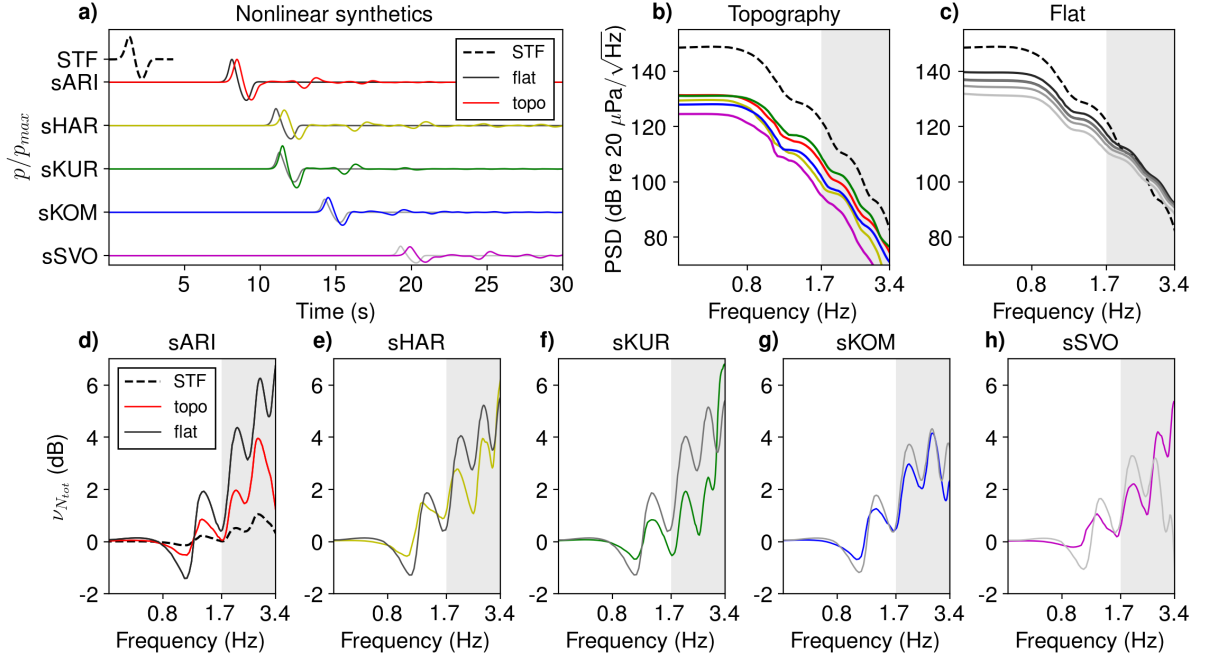 a) Nonlinear synthetics
STF
sARI
sHAR
sKUR
sKOM
sSVO
p/p_max
STF
flat
topo
0 5 10 15 20 25 30
Time (s)
b) Topography
PSD (dB re 20 μPa/√Hz)
140
120
100
80
0.8 1.7 3.4
Frequency (Hz)
c) Flat
140
120
100
80
0.8 1.7 3.4
Frequency (Hz)
d) sARI
ν_{N_{tot}} (dB)
6
4
2
0
-2
STF
topo
flat
0.8 1.7 3.4
Frequency (Hz)
e) sHAR
6
4
2
0
-2
0.8 1.7 3.4
Frequency (Hz)
f) sKUR
6
4
2
0
-2
0.8 1.7 3.4
Frequency (Hz)
g) sKOM
6
4
2
0
-2
0.8 1.7 3.4
Frequency (Hz)
h) sSVO
6
4
2
0
-2
0.8 1.7 3.4
Frequency (Hz)